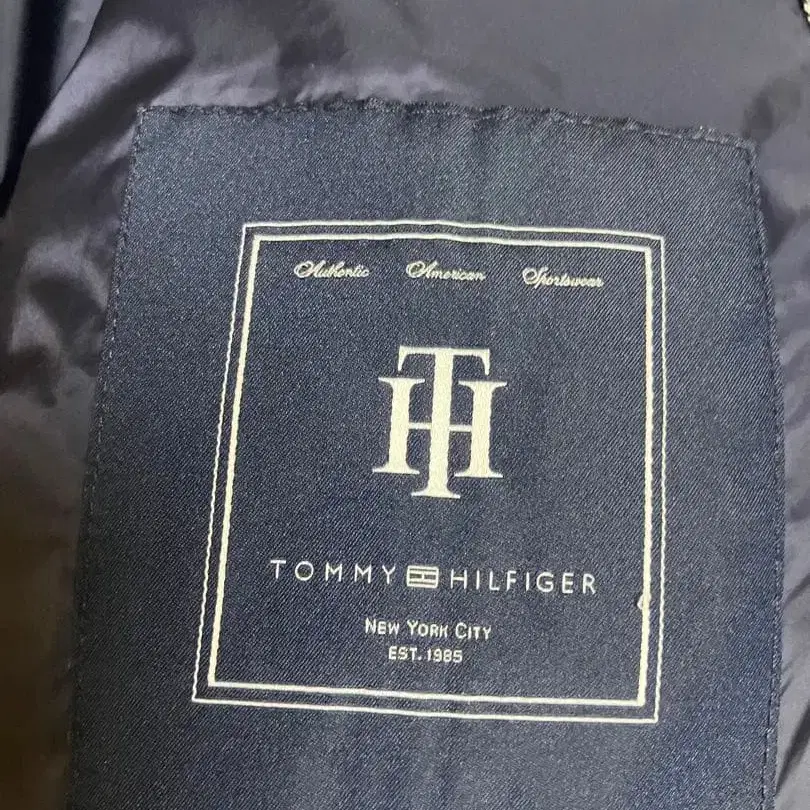 Authentic American Sportswear
TH
TOMMY HILFIGER
NEW YORK CITY
EST. 1985